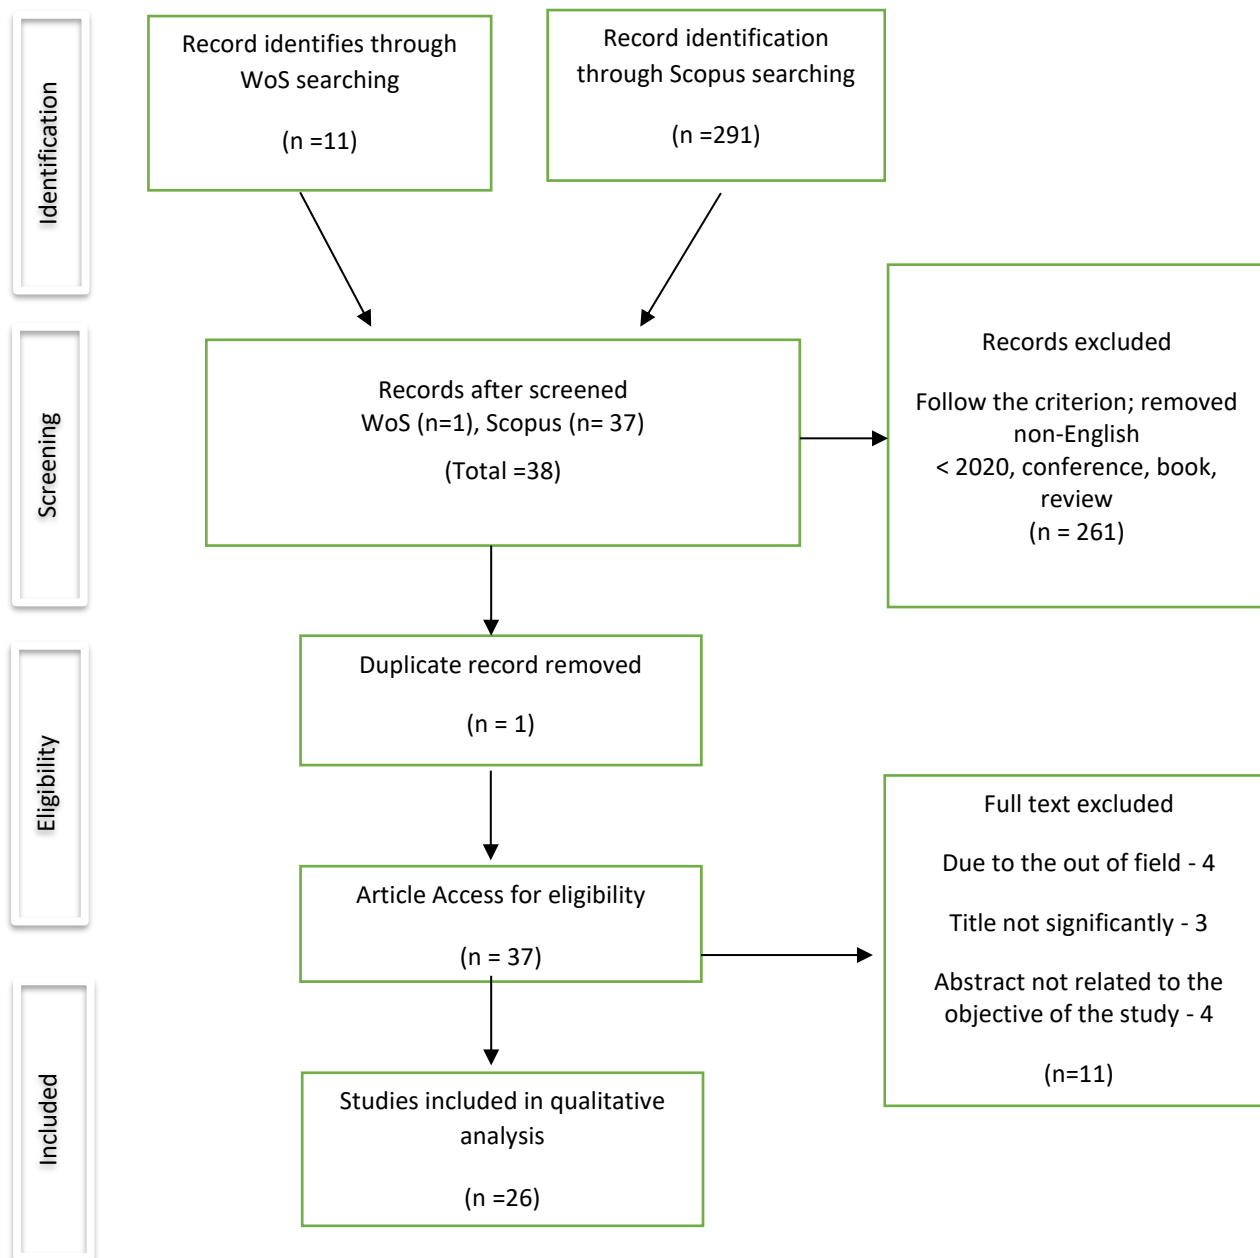 Identification
Record identifies through
WoS searching
(n =11)
Record identification
through Scopus searching
(n =291)
Screening
Records after screened
WoS (n=1), Scopus (n= 37)
(Total =38)
Records excluded
Follow the criterion; removed
non-English
< 2020, conference, book,
review
(n = 261)
Eligibility
Duplicate record removed
(n = 1)
Article Access for eligibility
(n = 37)
Full text excluded
Due to the out of field - 4
Title not significantly - 3
Abstract not related to the
objective of the study - 4
(n=11)
Included
Studies included in qualitative
analysis
(n =26)